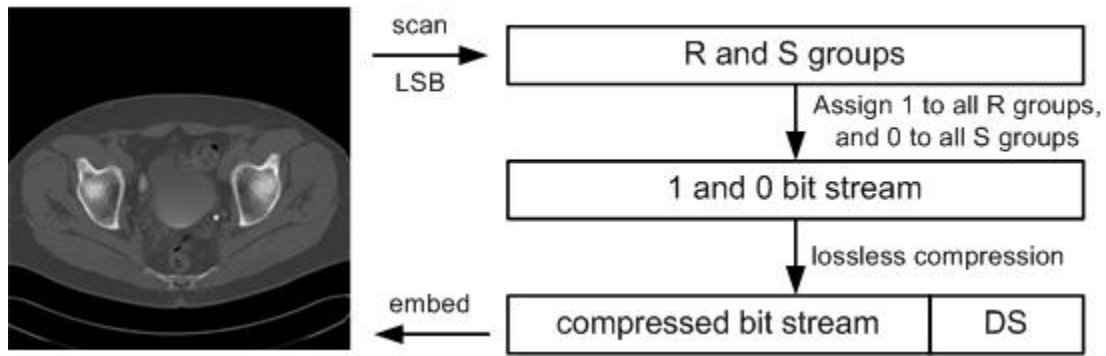 scan
LSB
R and S groups
Assign 1 to all R groups,
and 0 to all S groups
1 and 0 bit stream
lossless compression
embed
compressed bit stream
DS